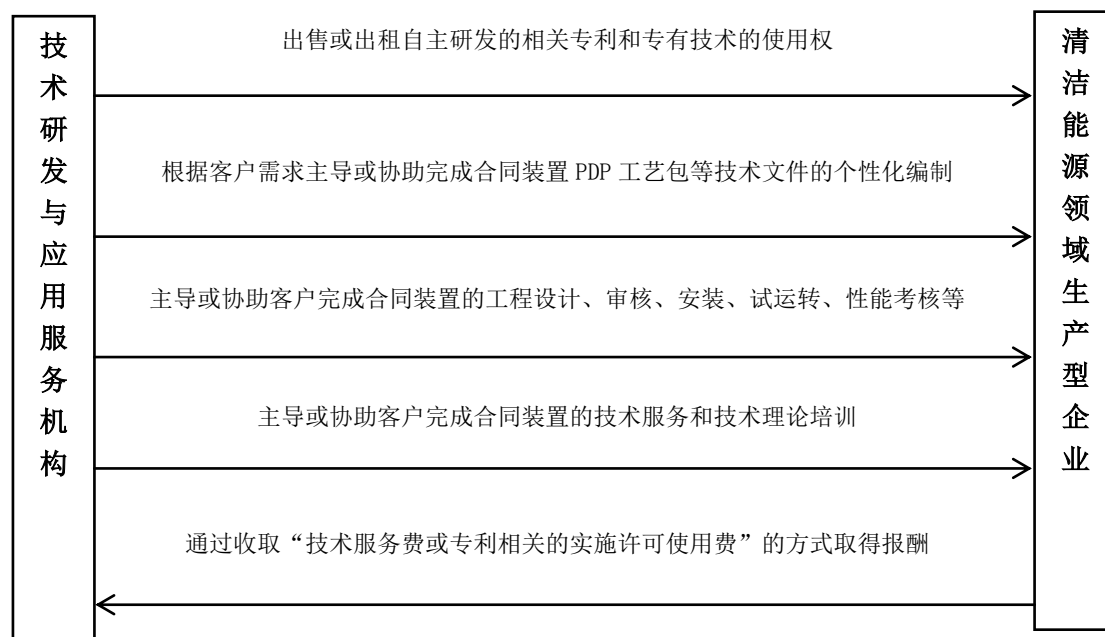 技术研发与应用服务机构
出售或出租自主研发的相关专利和专有技术的使用权
根据客户需求主导或协助完成合同装置 PDP 工艺包等技术文件的个性化编制
主导或协助客户完成合同装置的工程设计、审核、安装、试运转、性能考核等
主导或协助客户完成合同装置的技术服务和技术理论培训
通过收取“技术服务费或专利相关的实施许可使用费”的方式取得报酬
清洁能源领域生产型企业